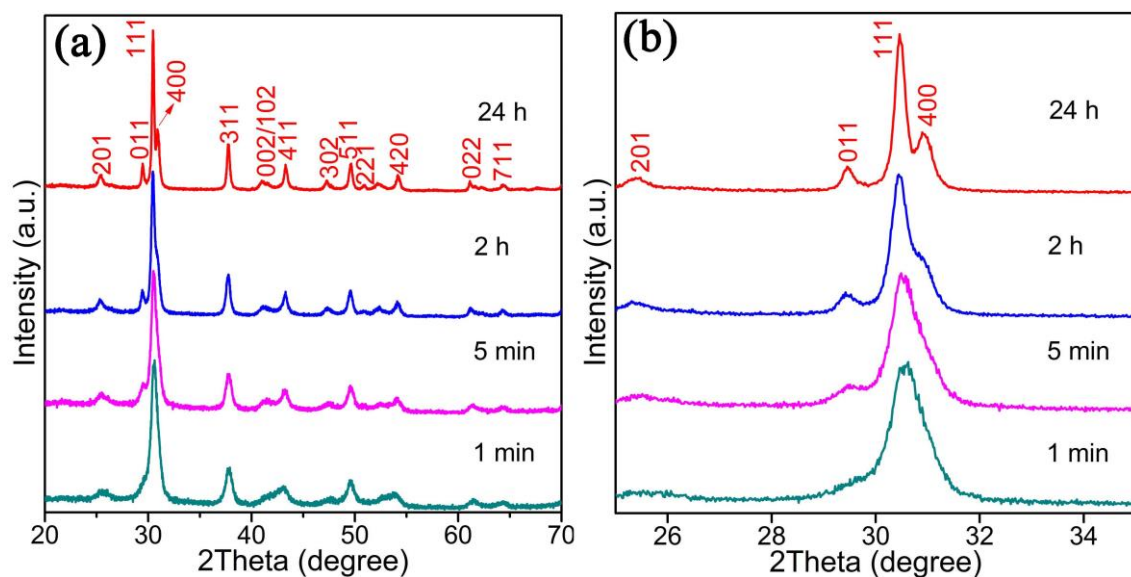 (a)
111
400
24 h
201
011
311
002/102
411
302
511
221
420
022
711
2 h
5 min
1 min
Intensity (a.u.)
20 30 40 50 60 70
2Theta (degree)
(b)
111
24 h
400
201
011
2 h
5 min
1 min
Intensity (a.u.)
26 28 30 32 34
2Theta (degree)